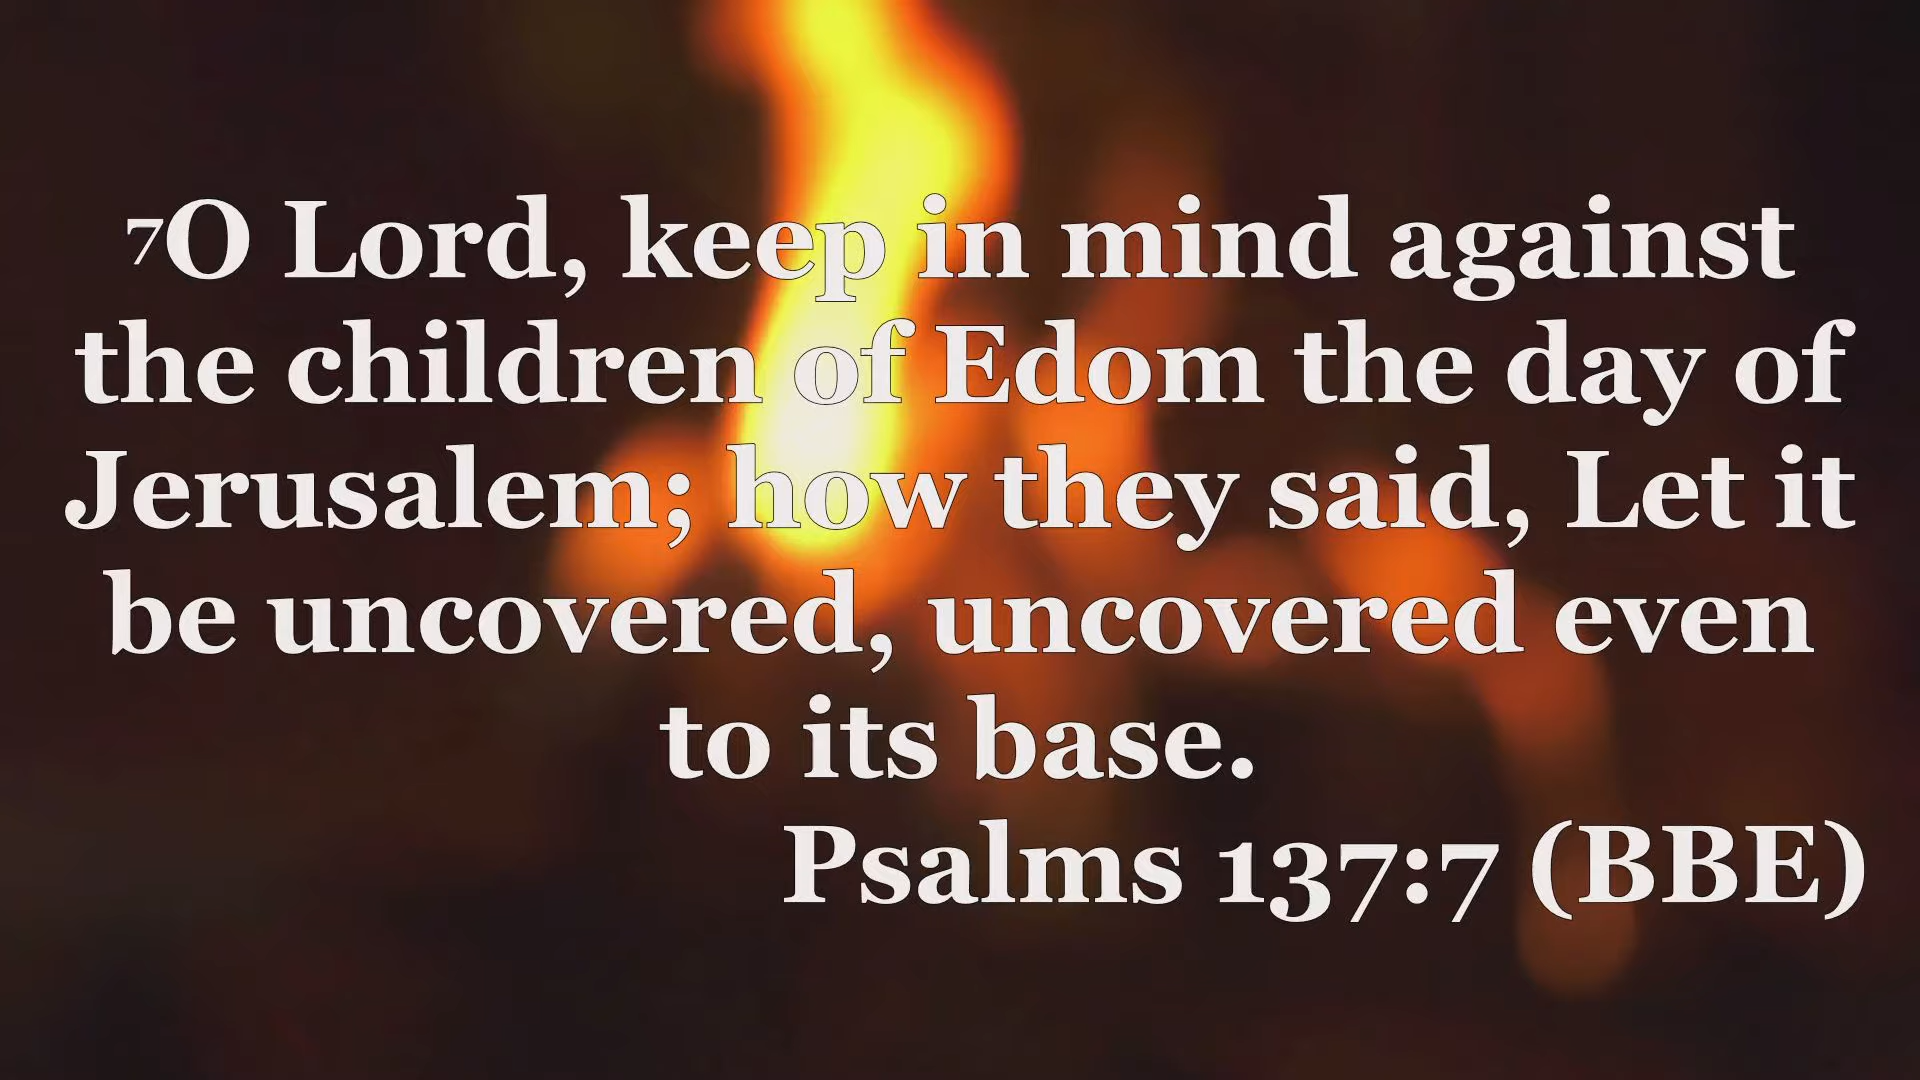 7O Lord, keep in mind against
the children of Edom the day of
Jerusalem; how they said, Let it
be uncovered, uncovered even
to its base.
Psalms 137:7 (BBE)